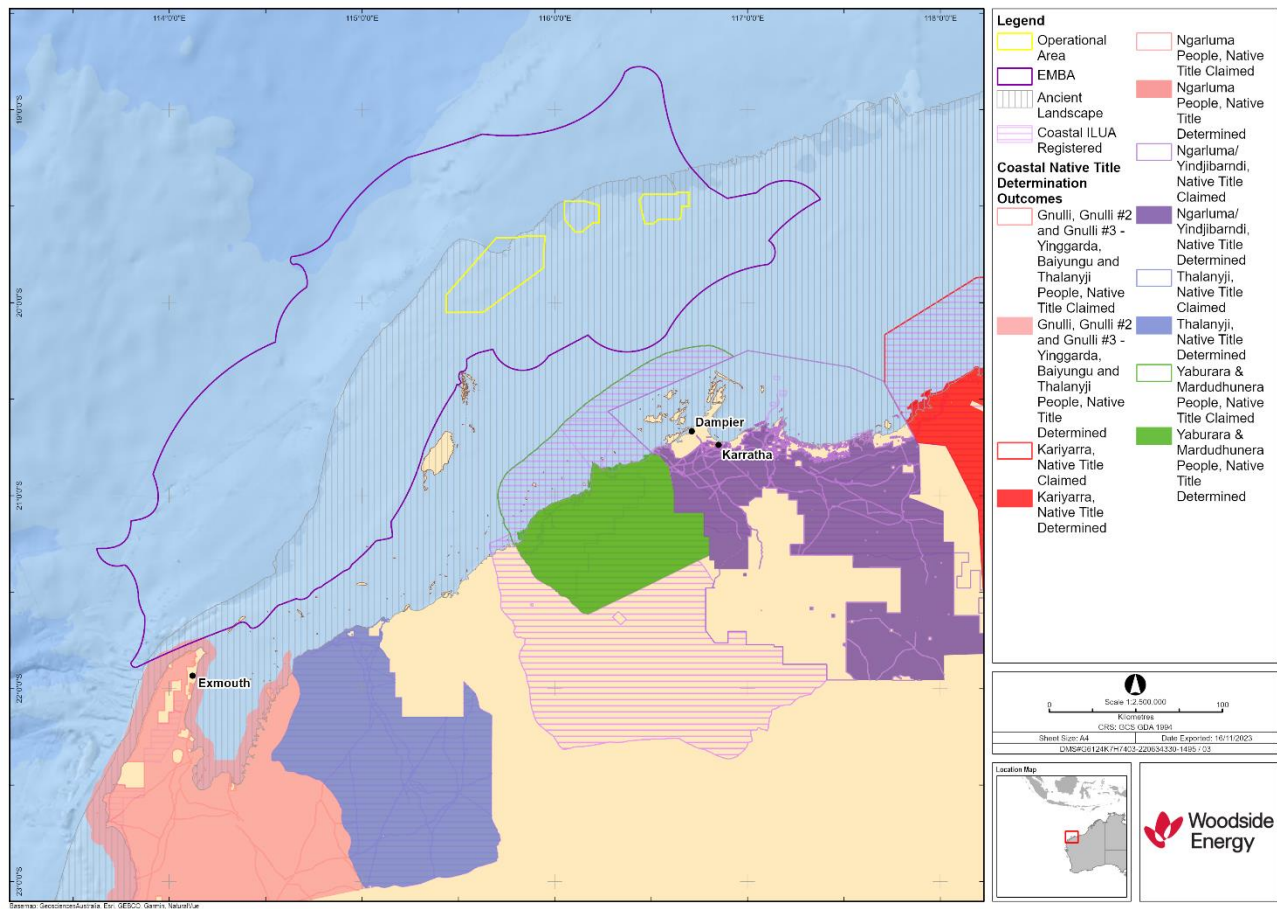 114°0'0"E
115°0'0"E
116°0'0"E
117°0'0"E
118°0'0"E
19°0'0"S
20°0'0"S
21°0'0"S
22°0'0"S
23°0'0"S
Dampier
Karratha
Exmouth
Legend
Operational
Area
EMBA
Ancient
Landscape
Coastal ILUA
Registered
Coastal Native Title
Determination
Outcomes
Gnulli, Gnulli #2
and Gnulli #3 -
Yinggarda,
Baiyungu and
Thalanyji
People, Native
Title Claimed
Gnulli, Gnulli #2
and Gnulli #3 -
Yinggarda,
Baiyungu and
Thalanyji
People, Native
Title
Determined
Kariyarra,
Native Title
Claimed
Kariyarra,
Native Title
Determined
Ngarluma
People, Native
Title Claimed
Ngarluma
People, Native
Title
Determined
Ngarluma/
Yindjibarndi,
Native Title
Claimed
Ngarluma/
Yindjibarndi,
Native Title
Determined
Thalanyji,
Native Title
Claimed
Thalanyji,
Native Title
Determined
Yaburara &
Mardudhunera
People, Native
Title Claimed
Yaburara &
Mardudhunera
People, Native
Title
Determined
Scale 1:2,500,000
0 100
Kilometres
CRS: GCS GDA 1994
Sheet Size: A4 Date Exported: 16/11/2023
DMS#G6124K7H7403-220634330-1495 / 03
Location Map
Woodside
Energy
Basemap: GeosciencesAustralia, Esri, GEBCO, Garmin, NaturalVue